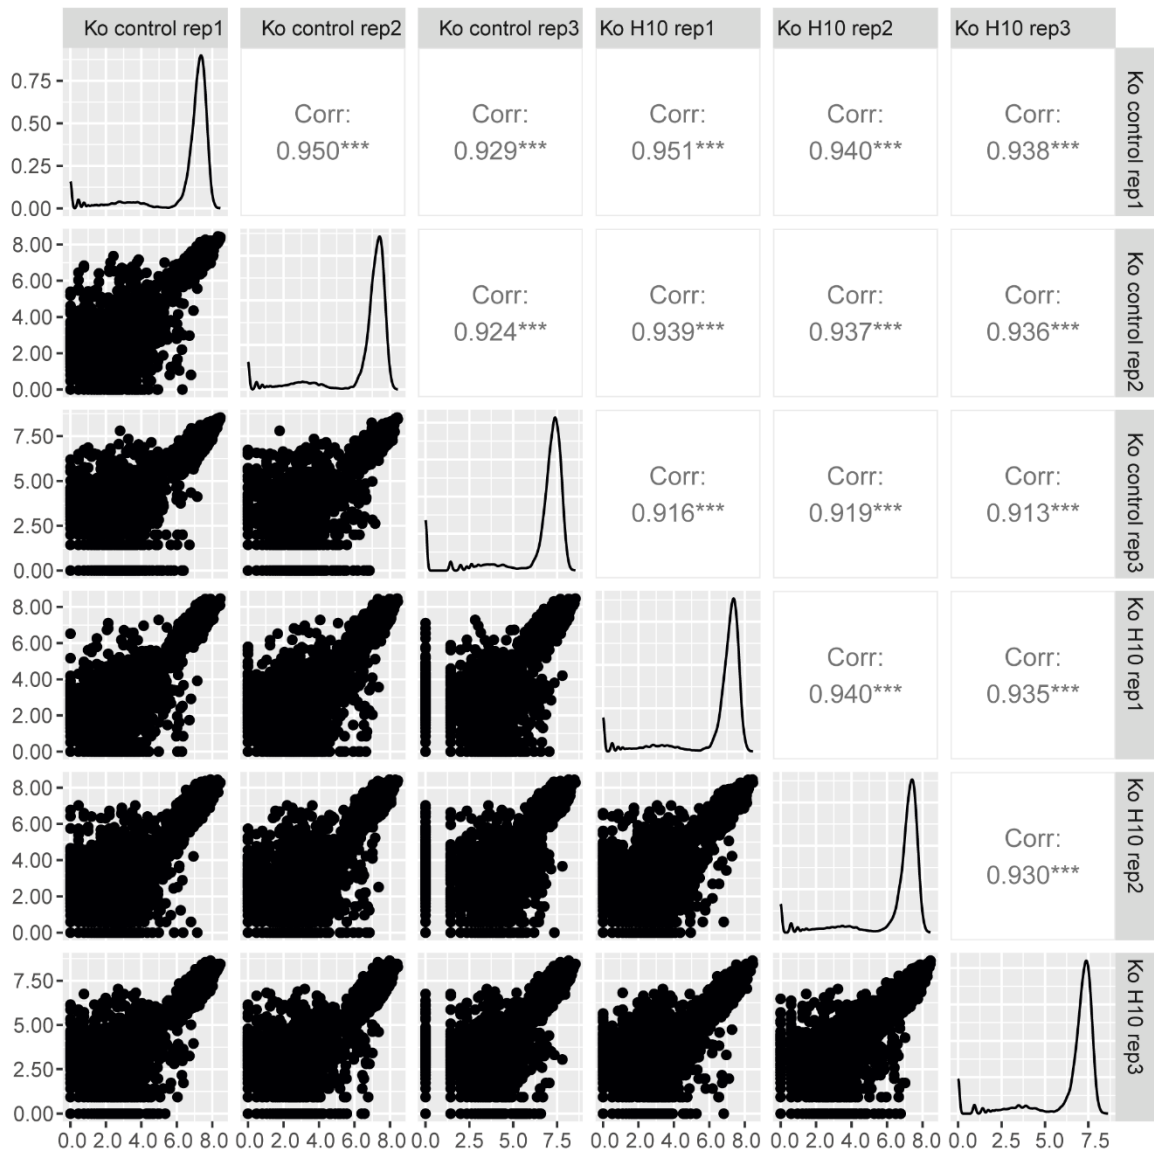 Ko control rep1 Ko control rep2 Ko control rep3 Ko H10 rep1 Ko H10 rep2 Ko H10 rep3
0.75
0.50
0.25
0.00
Corr:
0.950***
Corr:
0.929***
Corr:
0.951***
Corr:
0.940***
Corr:
0.938***
Ko control rep1
8.00
6.00
4.00
2.00
0.00
Corr:
0.924***
Corr:
0.939***
Corr:
0.937***
Corr:
0.936***
Ko control rep2
7.50
5.00
2.50
0.00
Corr:
0.916***
Corr:
0.919***
Corr:
0.913***
Ko control rep3
8.00
6.00
4.00
2.00
0.00
Corr:
0.940***
Corr:
0.935***
Ko H10 rep1
8.00
6.00
4.00
2.00
0.00
Corr:
0.930***
Ko H10 rep2
7.50
5.00
2.50
0.00
Ko H10 rep3
0.0 2.0 4.0 6.0 8.0 0.0 2.0 4.0 6.0 8.0 0.0 2.5 5.0 7.5 0.0 2.0 4.0 6.0 8.0 0.0 2.0 4.0 6.0 8.0 0.0 2.5 5.0 7.5